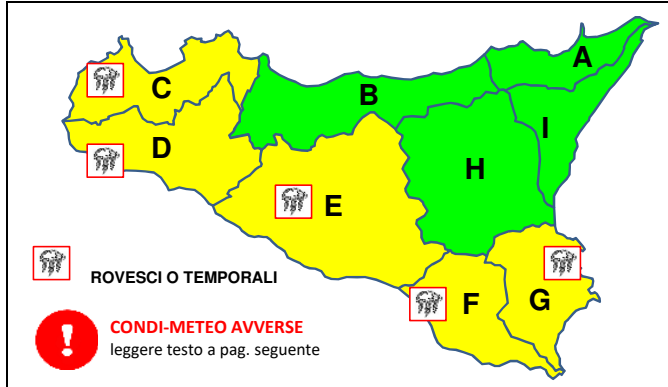 A
C
B
I
D
H
E
F
G
ROVESCI O TEMPORALI
CONDI-METEO AVVERSE
leggere testo a pag. seguente